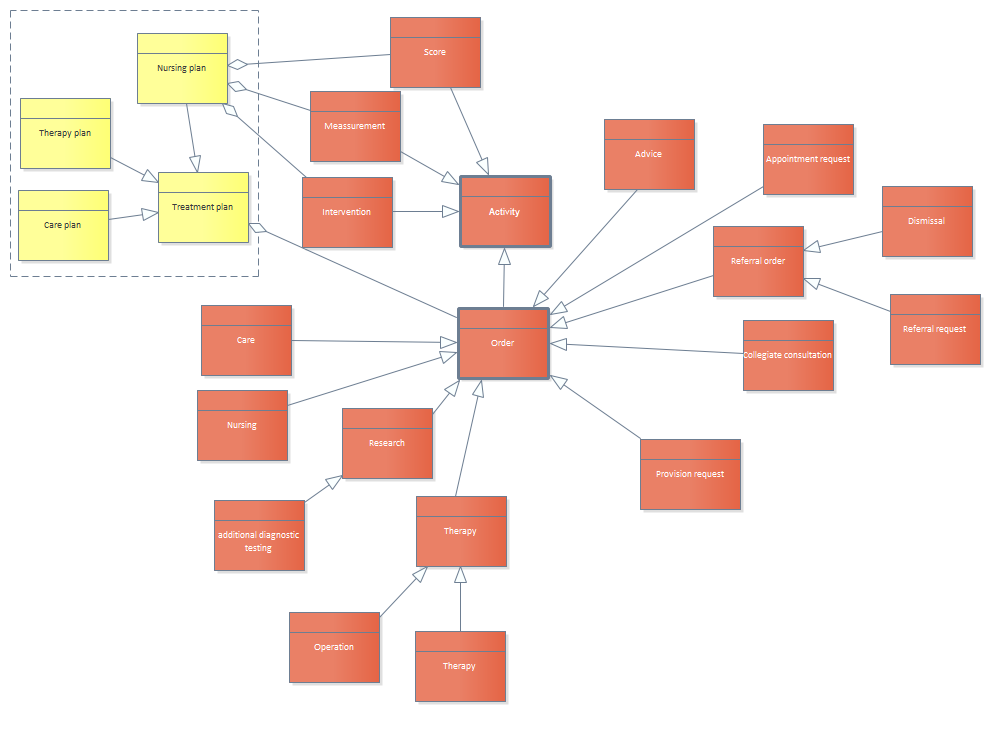 Nursing plan
Score
Therapy plan
Meassurement
Advice
Appointment request
Care plan
Treatment plan
Intervention
Activity
Dismissal
Referral order
Care
Order
Referral request
Collegiate consultation
Nursing
Research
Provision request
additional diagnostic
testing
Therapy
Operation
Therapy